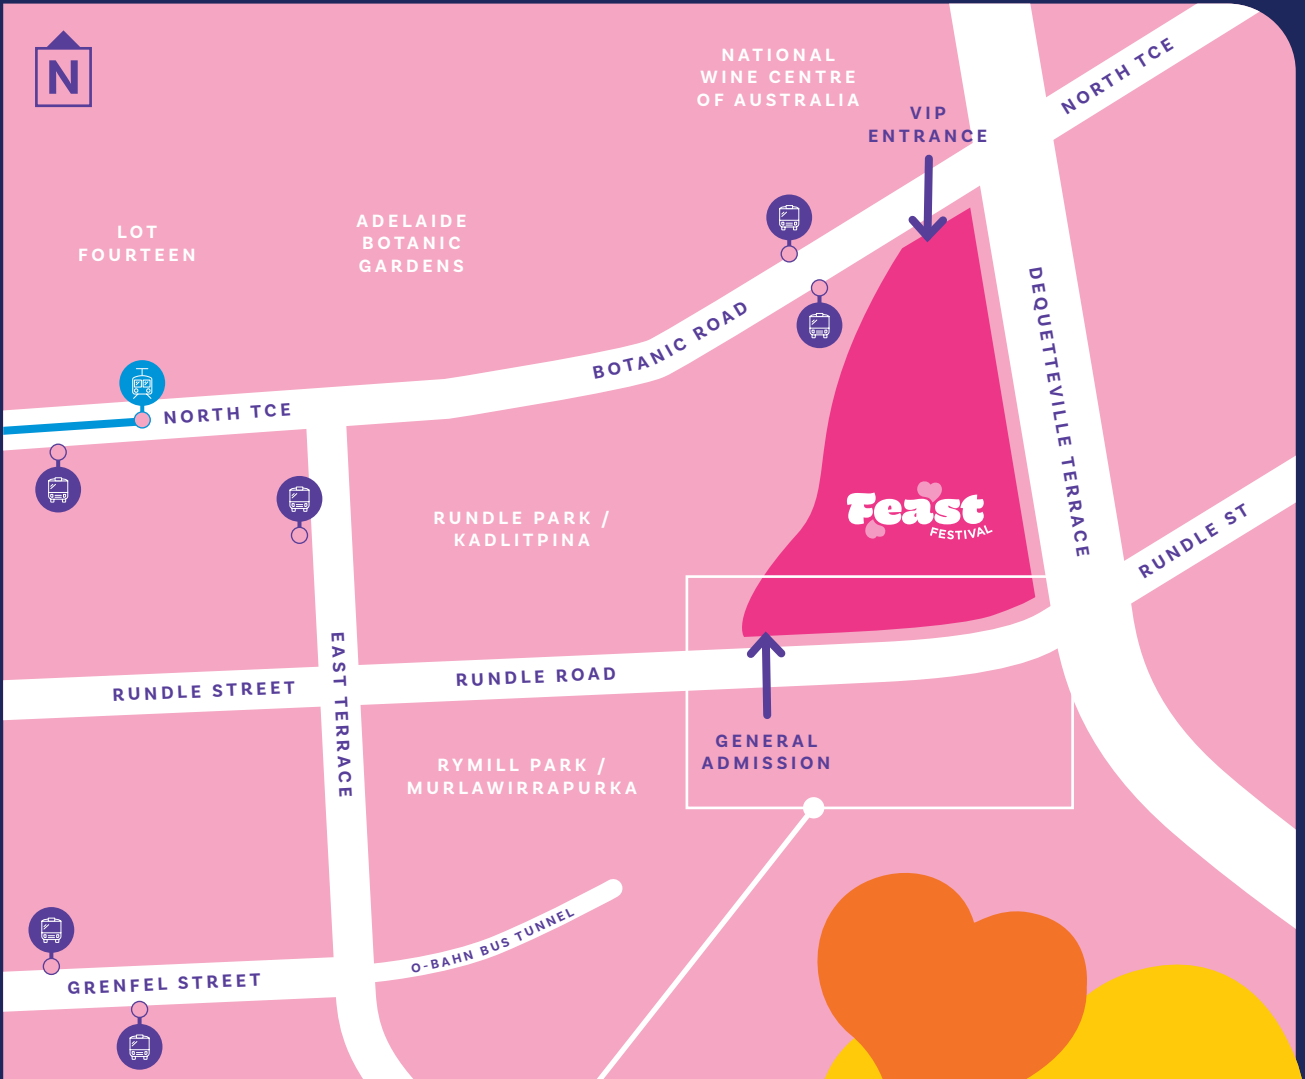 N
NATIONAL
WINE CENTRE
OF AUSTRALIA
NORTH TCE
VIP
ENTRANCE
LOT
FOURTEEN
ADELAIDE
BOTANIC
GARDENS
BOTANIC ROAD
DEQUETTEVILLE TERRACE
NORTH TCE
RUNDLE PARK /
KADLITPINA
Feast
FESTIVAL
RUNDLE ST
EAST TERRACE
RUNDLE STREET
RUNDLE ROAD
GENERAL
ADMISSION
RYMILL PARK /
MURLAWIRRAPURKA
O-BAHN BUS TUNNEL
GRENFEL STREET